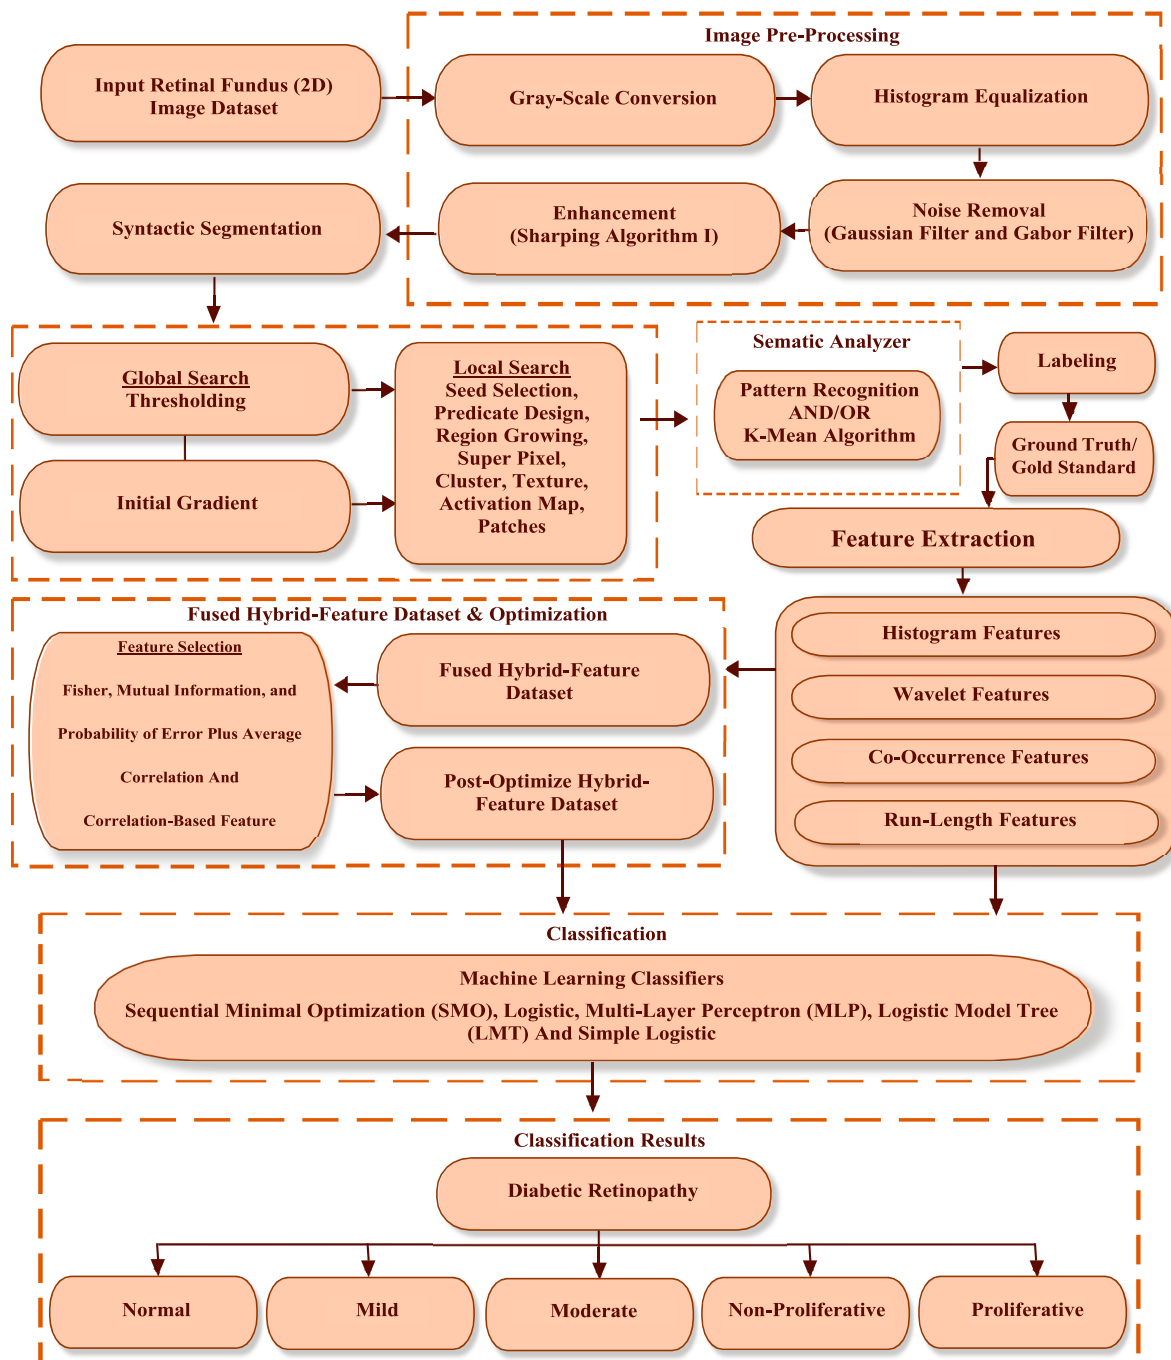 Image Pre-Processing
Input Retinal Fundus (2D)
Image Dataset
Gray-Scale Conversion
Histogram Equalization
Syntactic Segmentation
Enhancement
(Sharping Algorithm I)
Noise Removal
(Gaussian Filter and Gabor Filter)
Global Search
Thresholding
Initial Gradient
Local Search
Seed Selection,
Predicate Design,
Region Growing,
Super Pixel,
Cluster, Texture,
Activation Map,
Patches
Sematic Analyzer
Pattern Recognition
AND/OR
K-Mean Algorithm
Labeling
Ground Truth/
Gold Standard
Feature Extraction
Histogram Features
Wavelet Features
Co-Occurrence Features
Run-Length Features
Fused Hybrid-Feature Dataset & Optimization
Feature Selection
Fisher, Mutual Information, and
Probability of Error Plus Average
Correlation And
Correlation-Based Feature
Fused Hybrid-Feature
Dataset
Post-Optimize Hybrid-
Feature Dataset
Classification
Machine Learning Classifiers
Sequential Minimal Optimization (SMO), Logistic, Multi-Layer Perceptron (MLP), Logistic Model Tree
(LMT) And Simple Logistic
Classification Results
Diabetic Retinopathy
Normal
Mild
Moderate
Non-Proliferative
Proliferative